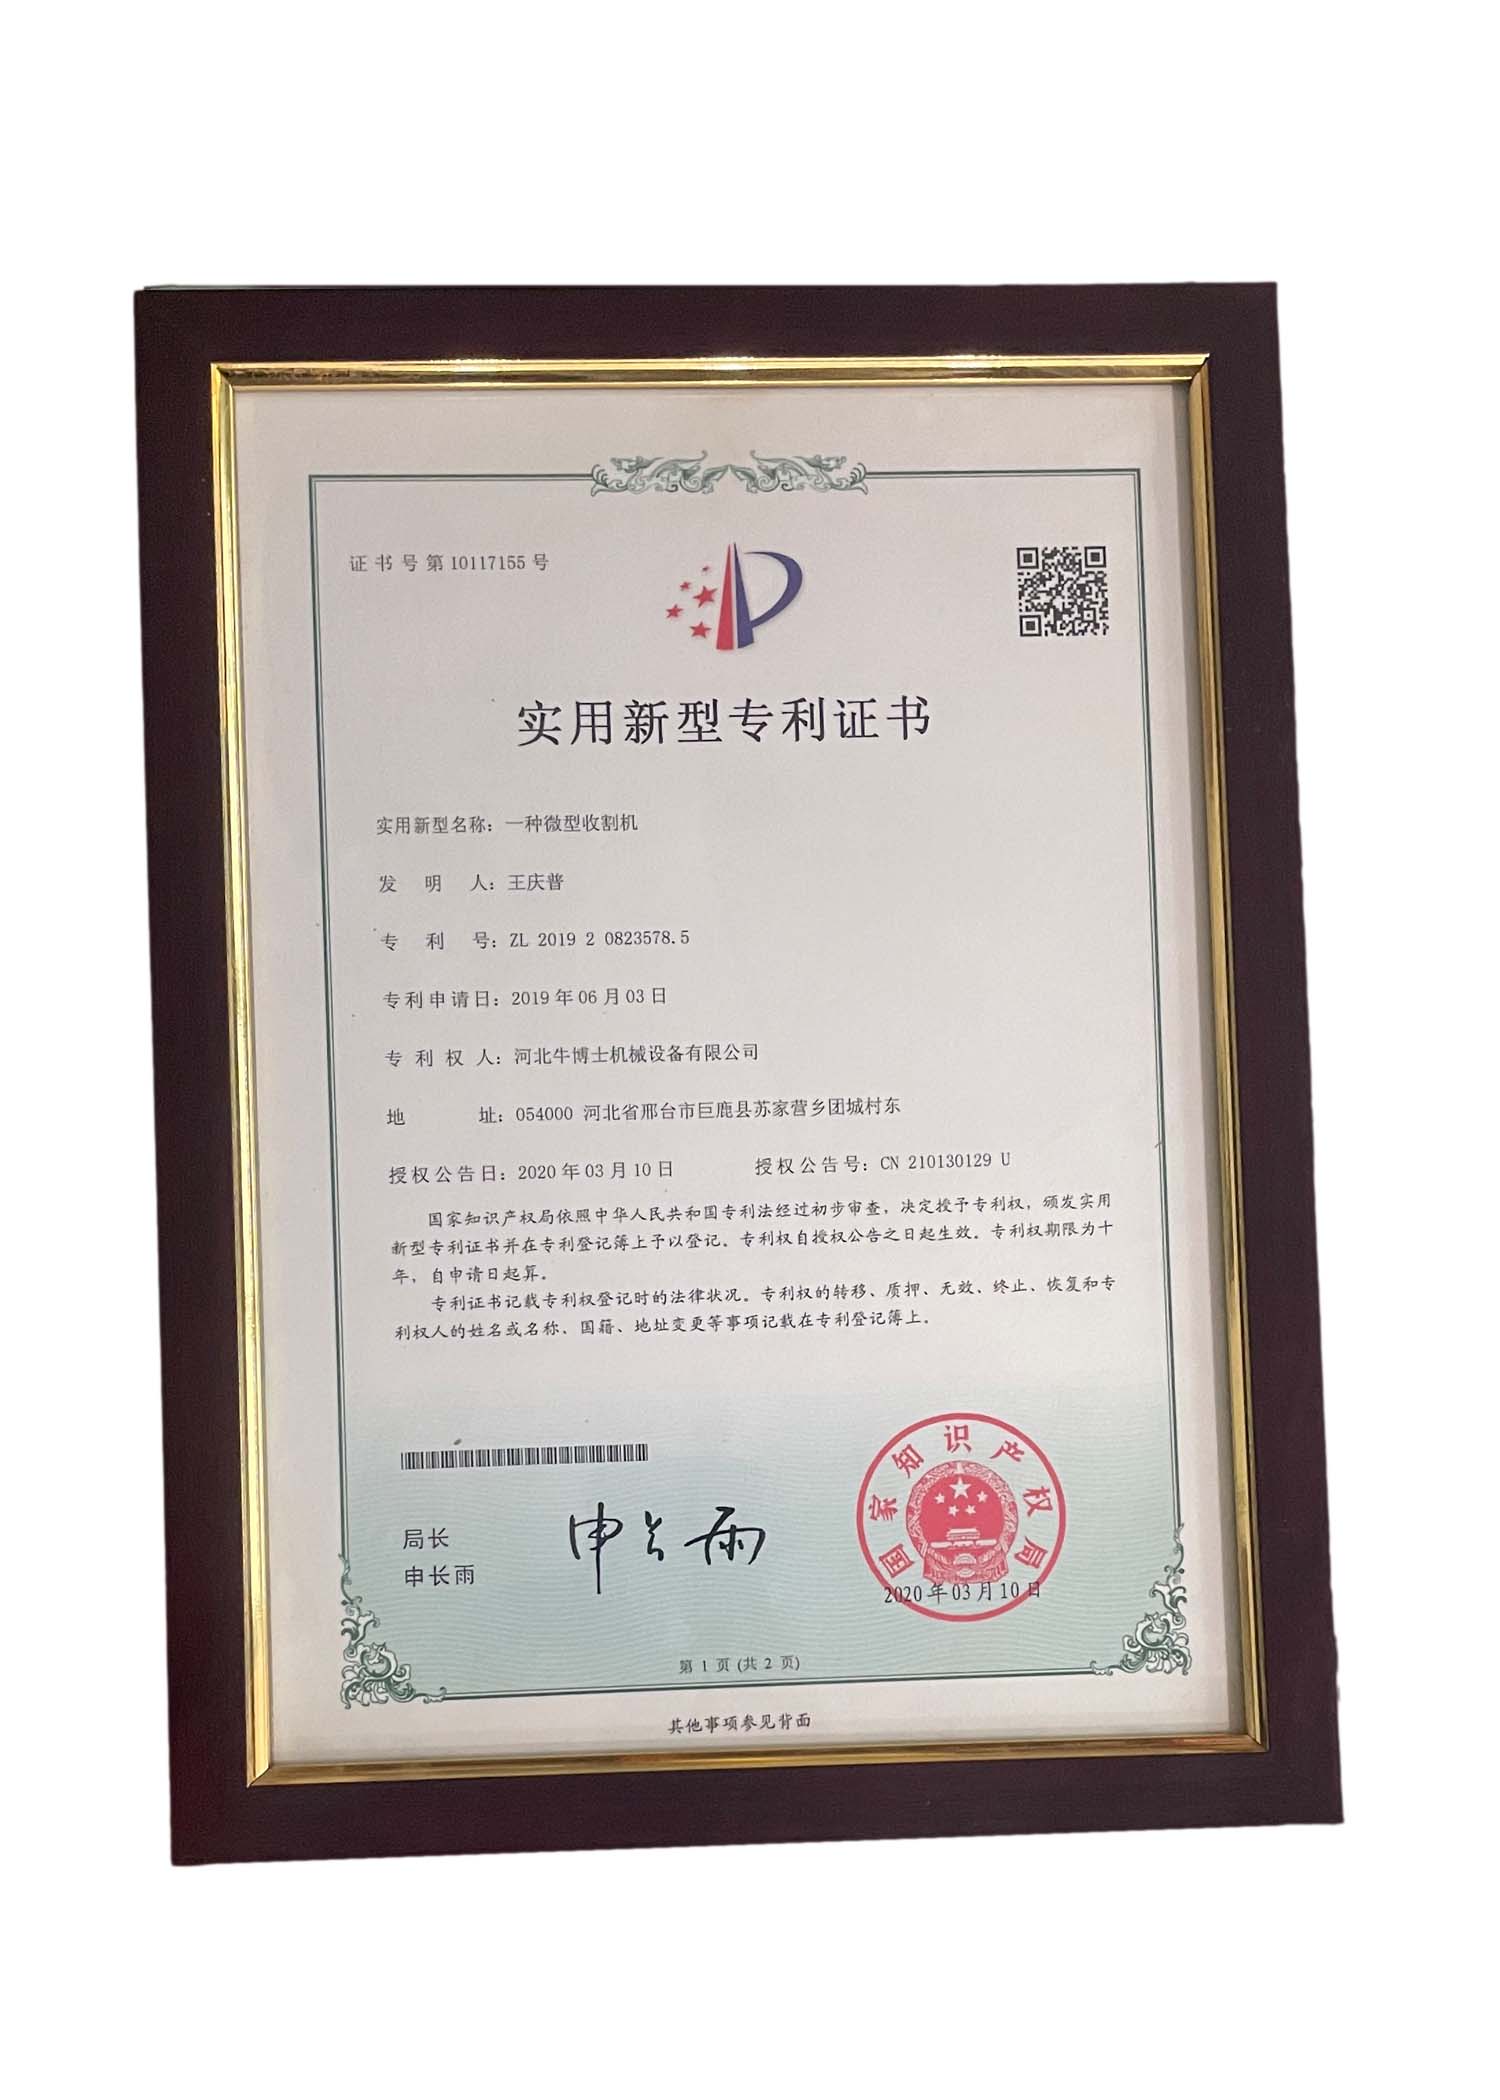 证书号第10117155号
实用新型专利证书
实用新型名称：一种微型收割机
发明人：王庆普
专利号：ZL 2019 2 0823578.5
专利申请日：2019年06月03日
专利权人：河北牛博士机械设备有限公司
地址：054000 河北省邢台市巨鹿县苏家营乡团城村东
授权公告日：2020年03月10日 授权公告号：CN 210130129 U
国家知识产权局依照中华人民共和国专利法经过初步审查，决定授予专利权，颁发实用
新型专利证书并在专利登记簿上予以登记。专利权自授权公告之日起生效。专利权期限为十
年，自申请日起算。
专利证书记载专利权登记时的法律状况。专利权的转移、质押、无效、终止、恢复和专
利权人的姓名或名称、国籍、地址变更等事项记载在专利登记簿上。
局长
申长雨
申长雨
国家知识产权局
2020年03月10日
第 1 页 (共 2 页)
其他事项参见背面